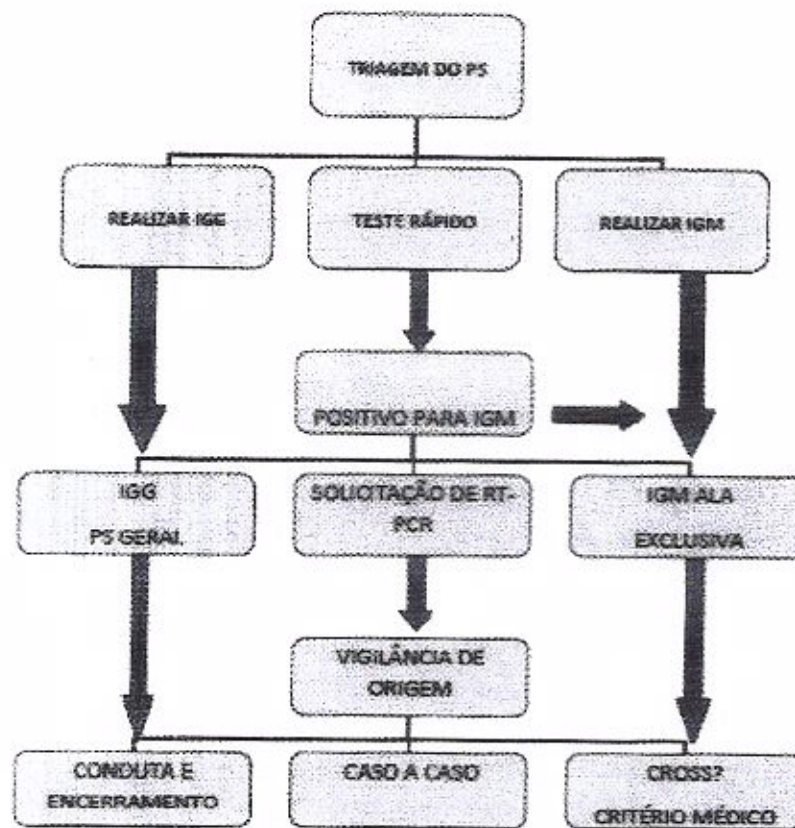 TRIAGEM DO PS
REALIZAR IGG
TESTE RÁPIDO
REALIZAR IGM
POSITIVO PARA IGM
IGG
PS GERAL
SOLICITAÇÃO DE RT-
PCR
IGM ALA
EXCLUSIVA
VIGILÂNCIA DE
ORIGEM
CONDUTA E
ENCERRAMENTO
CASO A CASO
CROSS?
CRITÉRIO MÉDICO